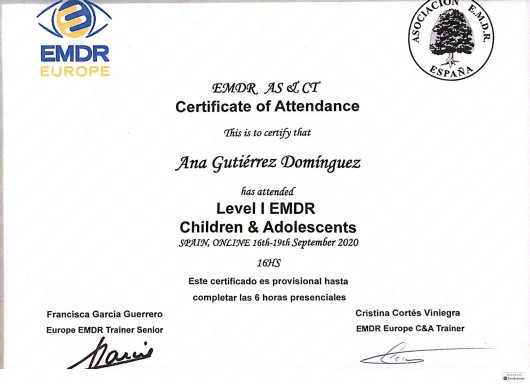 EMDR
EUROPE
ASOCIACIÓN E.M.D.R.
ESPAÑA
EMDR AS & CT
Certificate of Attendance
This is to certify that
Ana Gutiérrez Domínguez
has attended
Level I EMDR
Children & Adolescents
SPAIN, ONLINE 16th-19th September 2020
16HS
Este certificado es provisional hasta
completar las 6 horas presenciales
Francisca García Guerrero
Europe EMDR Trainer Senior
Cristina Cortés Viniegra
EMDR Europe C&A Trainer